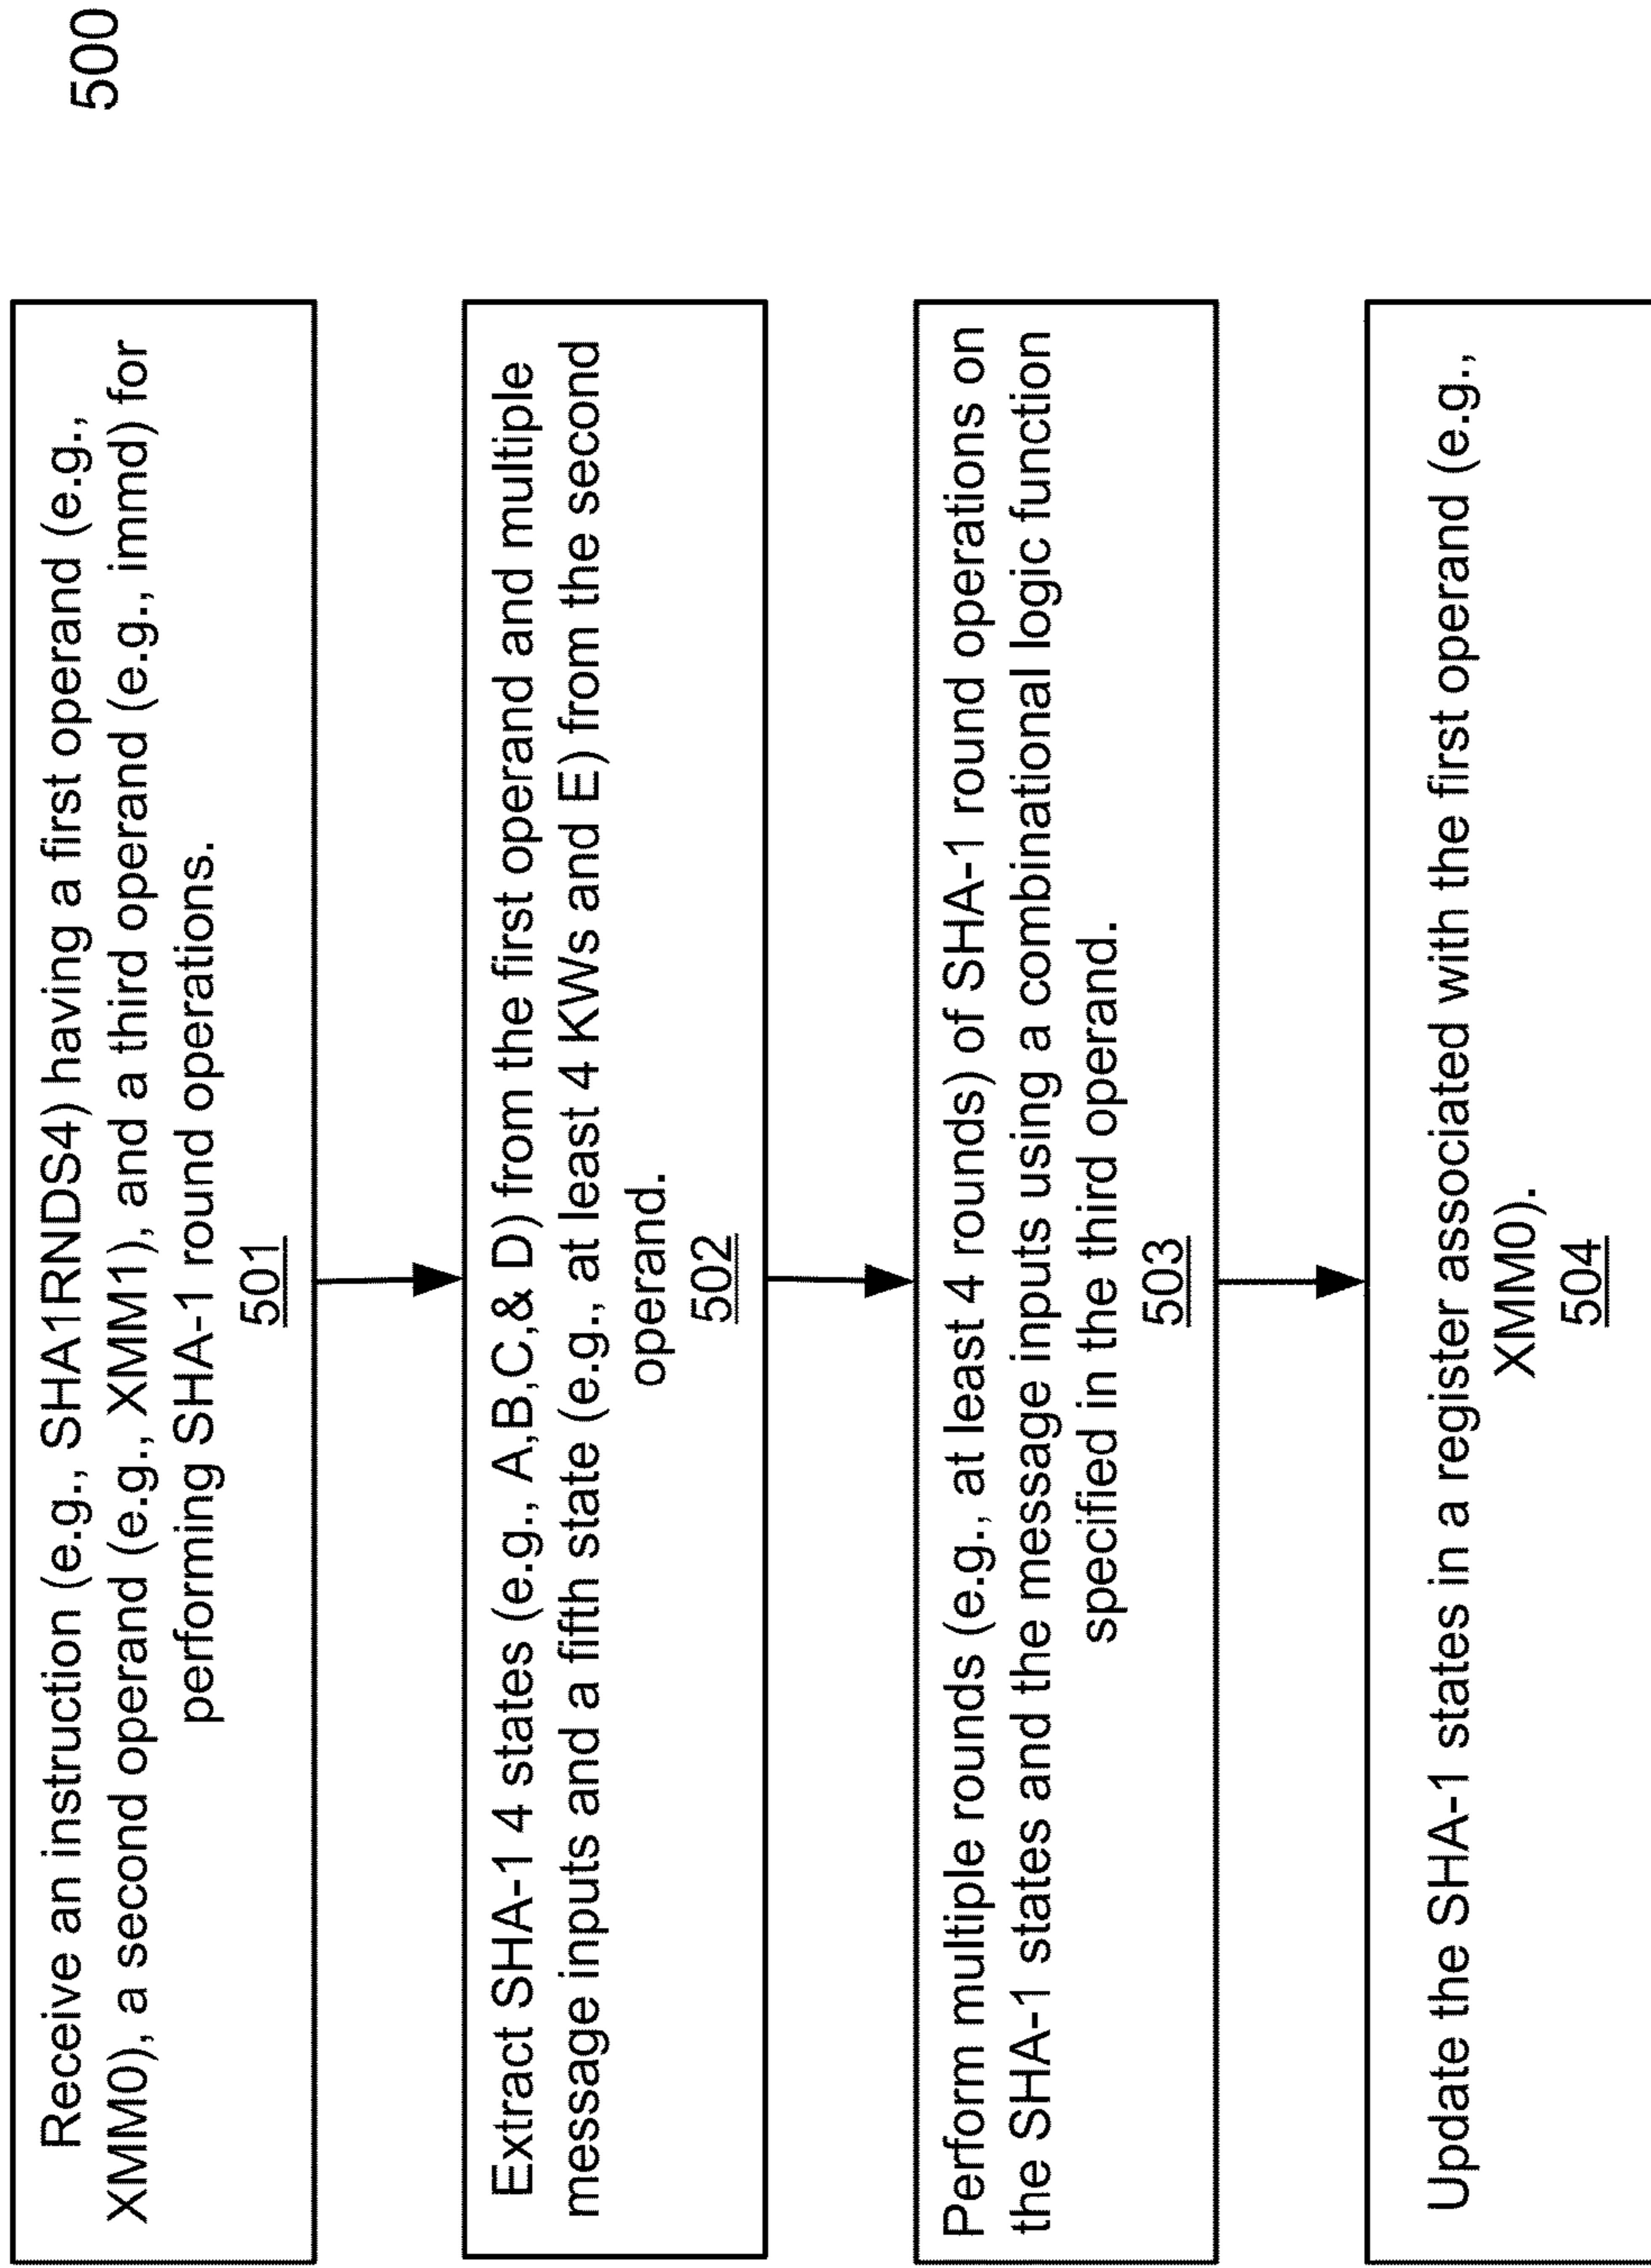 500
Receive an instruction (e.g., SHA1RNDS4) having a first operand (e.g.,
XMM0), a second operand (e.g., XMM1), and a third operand (e.g., immd) for
performing SHA-1 round operations.
501
Extract SHA-1 4 states (e.g., A,B,C,& D) from the first operand and multiple
message inputs and a fifth state (e.g., at least 4 KWs and E) from the second
operand.
502
Perform multiple rounds (e.g., at least 4 rounds) of SHA-1 round operations on
the SHA-1 states and the message inputs using a combinational logic function
specified in the third operand.
503
Update the SHA-1 states in a register associated with the first operand (e.g.,
XMM0).
504